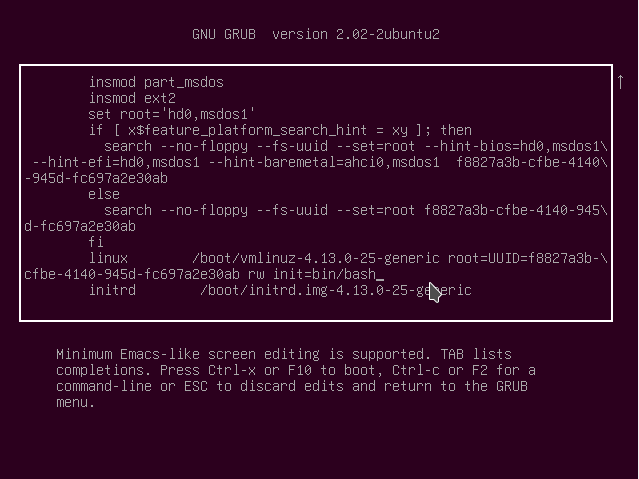 GNU GRUB  version 2.02-2ubuntu2
insmod part_msdos
insmod ext2
set root='hd0,msdos1'
if [ x$feature_platform_search_hint = xy ]; then
search --no-floppy --fs-uuid --set=root --hint-bios=hd0,msdos1\
--hint-efi=hd0,msdos1 --hint-baremetal=ahci0,msdos1  f8827a3b-cfbe-4140\
-945d-fc697a2e30ab
else
search --no-floppy --fs-uuid --set=root f8827a3b-cfbe-4140-945\
d-fc697a2e30ab
fi
linux        /boot/vmlinuz-4.13.0-25-generic root=UUID=f8827a3b-\
cfbe-4140-945d-fc697a2e30ab rw init=bin/bash_
initrd        /boot/initrd.img-4.13.0-25-generic
Minimum Emacs-like screen editing is supported. TAB lists
completions. Press Ctrl-x or F10 to boot, Ctrl-c or F2 for a
command-line or ESC to discard edits and return to the GRUB
menu.